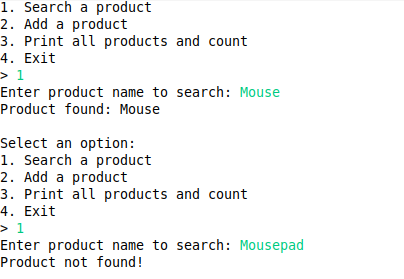 1. Search a product
2. Add a product
3. Print all products and count
4. Exit
> 1
Enter product name to search: Mouse
Product found: Mouse

Select an option:
1. Search a product
2. Add a product
3. Print all products and count
4. Exit
> 1
Enter product name to search: Mousepad
Product not found!